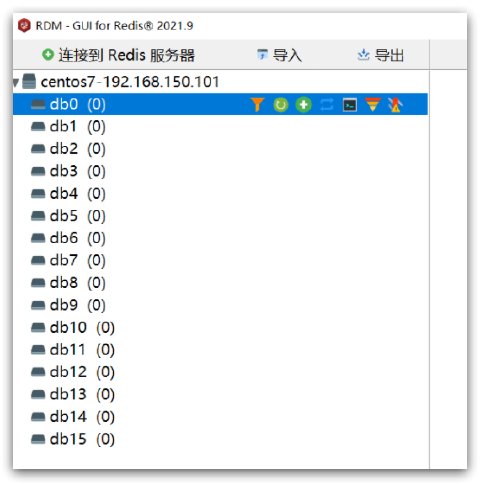 RDM - GUI for Redis® 2021.9
连接到 Redis 服务器 导入 导出
centos7-192.168.150.101
db0 (0)
db1 (0)
db2 (0)
db3 (0)
db4 (0)
db5 (0)
db6 (0)
db7 (0)
db8 (0)
db9 (0)
db10 (0)
db11 (0)
db12 (0)
db13 (0)
db14 (0)
db15 (0)